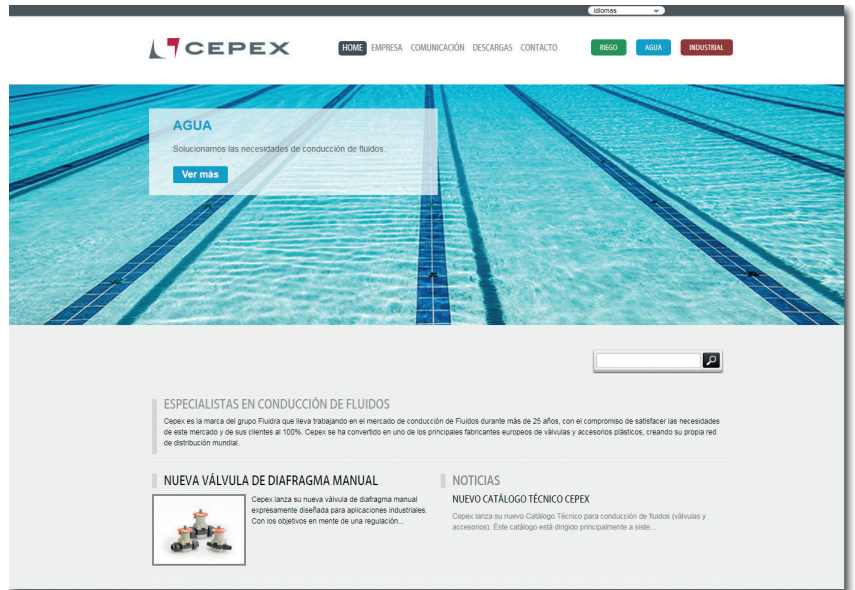 idiomas
CEPEX
HOME EMPRESA COMUNICACIÓN DESCARGAS CONTACTO RIEGO AGUA INDUSTRIAL
AGUA
Solucionamos las necesidades de conducción de fluidos.
Ver más
ESPECIALISTAS EN CONDUCCIÓN DE FLUIDOS
Cepex es la marca del grupo Fluidra que lleva trabajando en el mercado de conducción de Fluidos durante más de 25 años, con el compromiso de satisfacer las necesidades
de este mercado y de sus clientes al 100%. Cepex se ha convertido en uno de los principales fabricantes europeos de válvulas y accesorios plásticos, creando su propia red
de distribución mundial.
NUEVA VÁLVULA DE DIAFRAGMA MANUAL
Cepex lanza su nueva válvula de diafragma manual
expresamente diseñada para aplicaciones industriales.
Con los objetivos en mente de una regulación...
NOTICIAS
NUEVO CATÁLOGO TÉCNICO CEPEX
Cepex lanza su nuevo Catálogo Técnico para conducción de fluidos (válvulas y
accesorios). Éste catálogo está dirigido principalmente a siste...